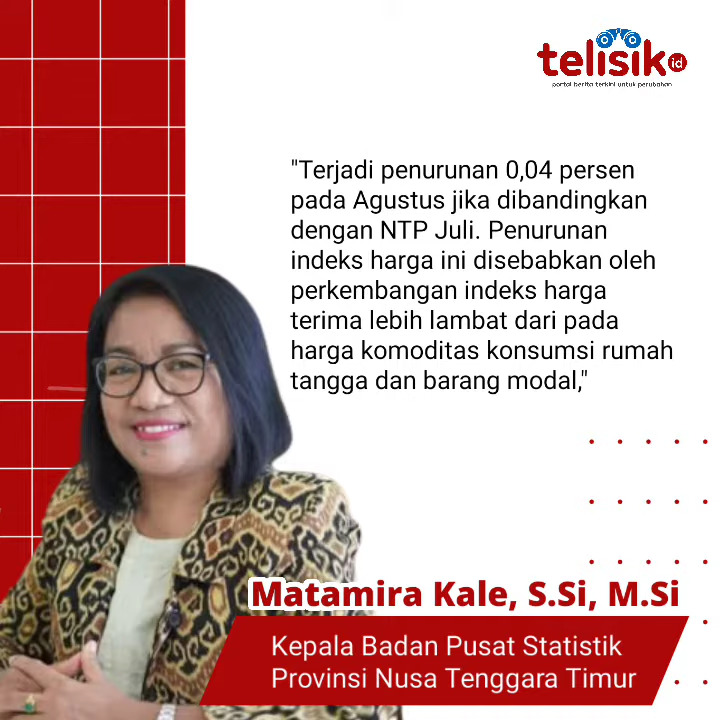 telisik.id
portal berita terkini untuk perubahan
"Terjadi penurunan 0,04 persen
pada Agustus jika dibandingkan
dengan NTP Juli. Penurunan
indeks harga ini disebabkan oleh
perkembangan indeks harga
terima lebih lambat dari pada
harga komoditas konsumsi rumah
tangga dan barang modal,"
Matamira Kale, S.Si, M.Si
Kepala Badan Pusat Statistik
Provinsi Nusa Tenggara Timur